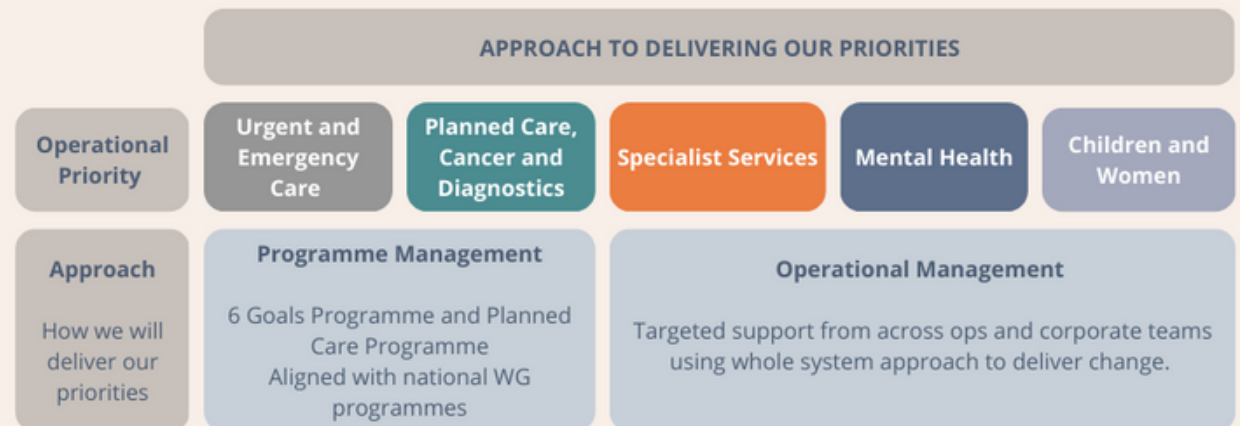 APPROACH TO DELIVERING OUR PRIORITIES
Operational
Priority
Urgent and
Emergency
Care
Planned Care,
Cancer and
Diagnostics
Specialist Services
Mental Health
Children and
Women
Approach
How we will
deliver our
priorities
Programme Management
6 Goals Programme and Planned
Care Programme
Aligned with national WG
programmes
Operational Management
Targeted support from across ops and corporate teams
using whole system approach to deliver change.